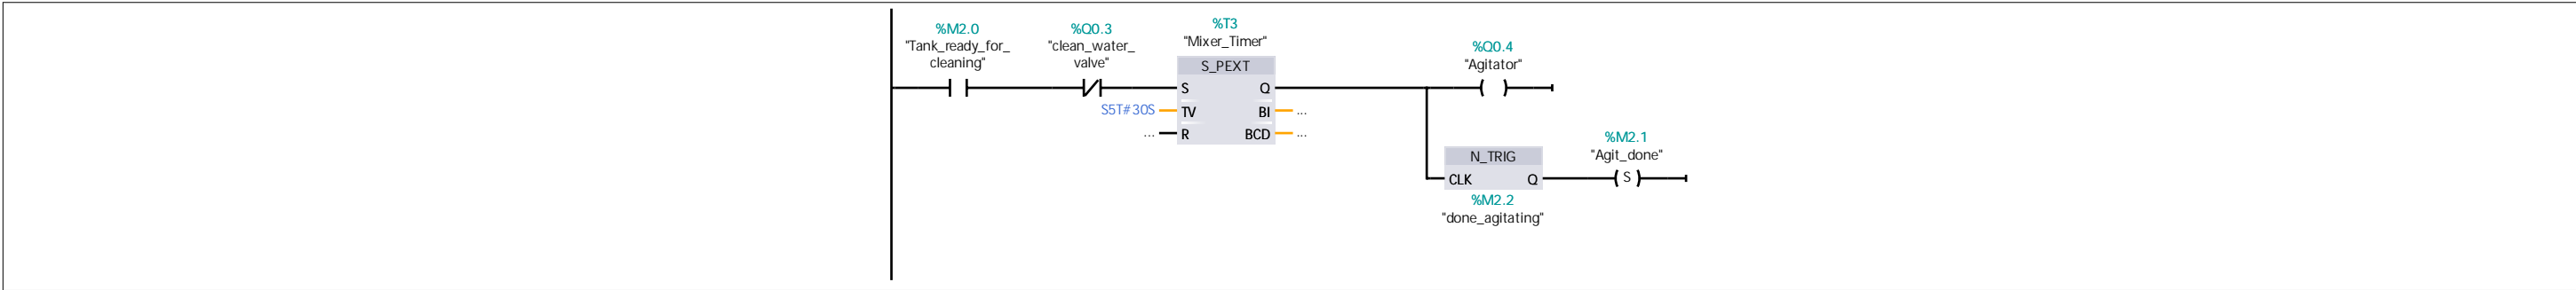 %M2.0
"Tank_ready_for_
cleaning"
%Q0.3
"clean_water_
valve"
%T3
"Mixer_Timer"
S_PEXT
S Q
S5T#30S TV BI ...
... R BCD ...
%Q0.4
"Agitator"
N_TRIG
CLK Q
%M2.2
"done_agitating"
%M2.1
"Agit_done"
S